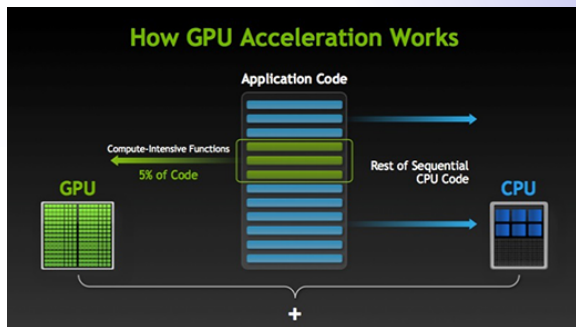 How GPU Acceleration Works
Application Code
Compute-Intensive Functions
5% of Code
Rest of Sequential
CPU Code
GPU
CPU
+